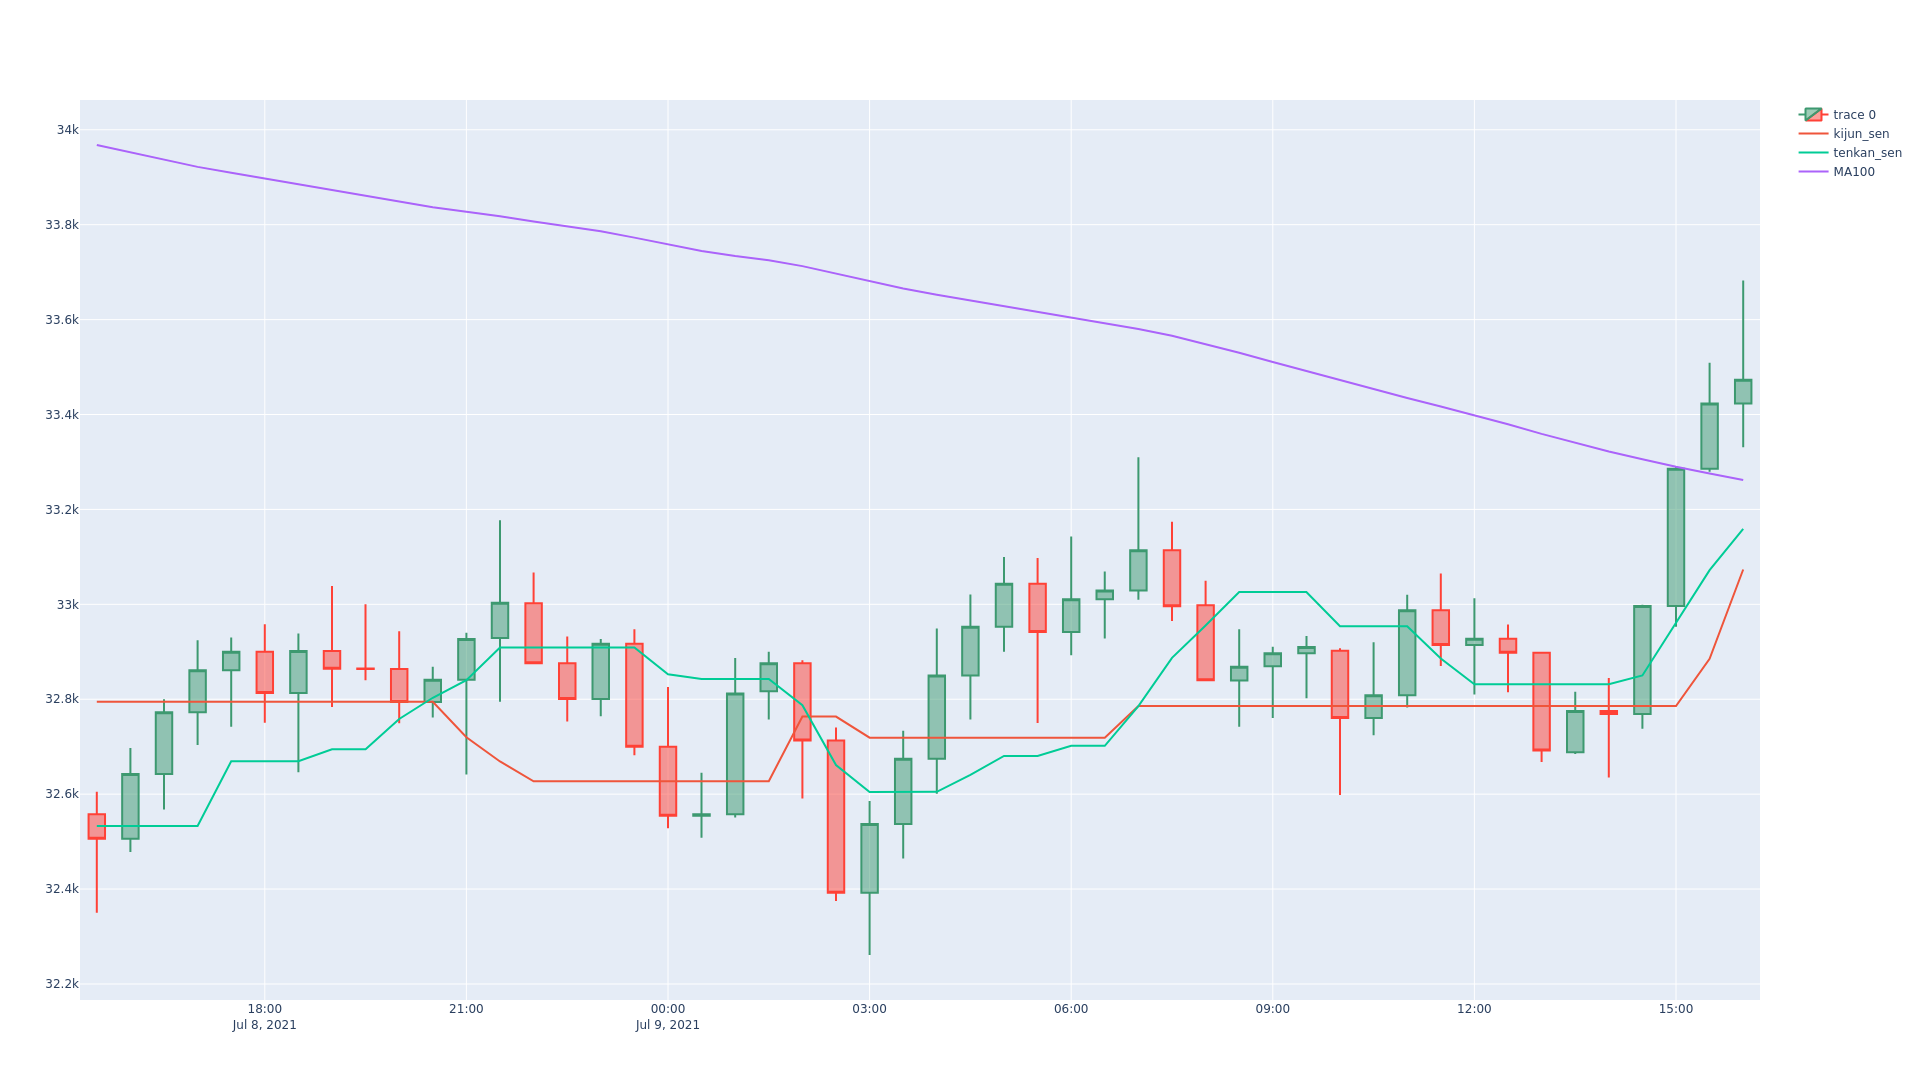 34k
33.8k
33.6k
33.4k
33.2k
33k
32.8k
32.6k
32.4k
32.2k
18:00
Jul 8, 2021
21:00
00:00
Jul 9, 2021
03:00
06:00
09:00
12:00
15:00
trace 0
kijun_sen
tenkan_sen
MA100